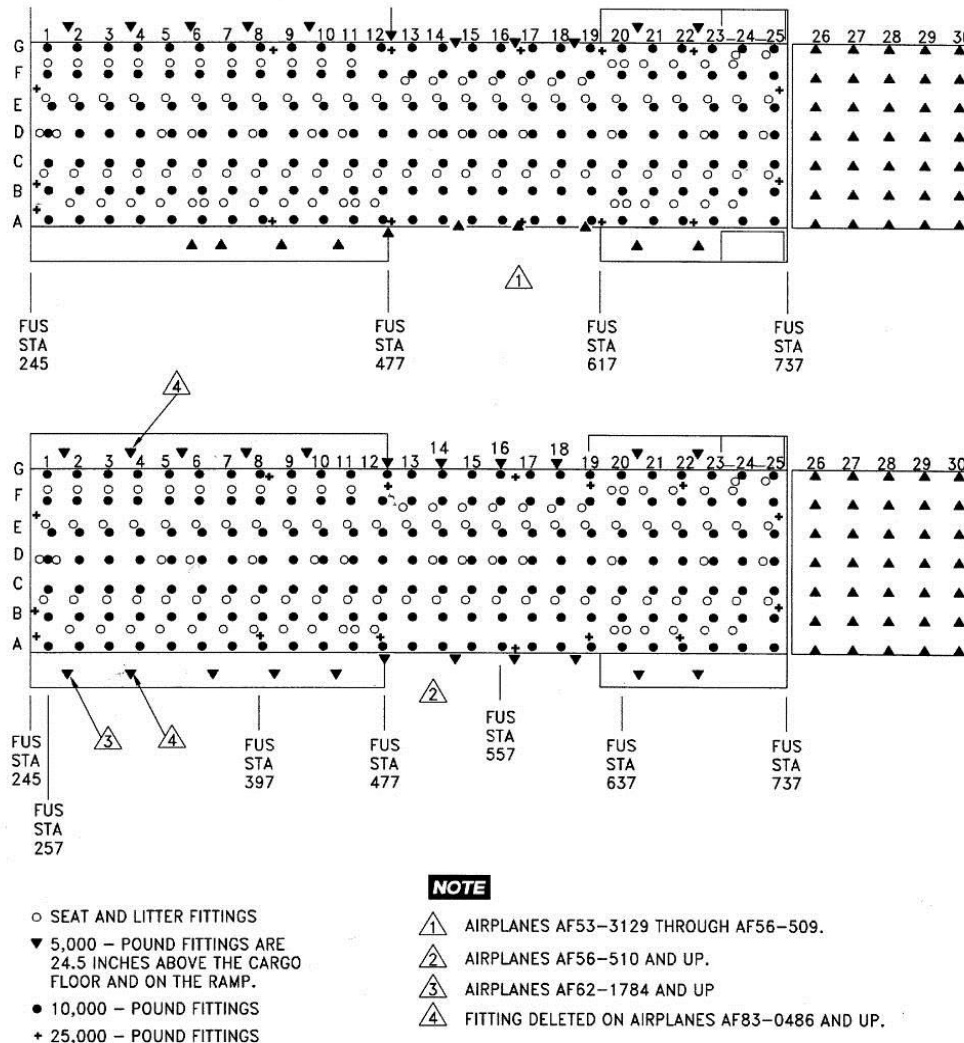 1 2 3 4 5 6 7 8 9 10 11 12 13 14 15 16 17 18 19 20 21 22 23 24 25 26 27 28 29 30
G
F
E
D
C
B
A
1
FUS STA 245
FUS STA 477
FUS STA 617
FUS STA 737
4
1 2 3 4 5 6 7 8 9 10 11 12 13 14 15 16 17 18 19 20 21 22 23 24 25 26 27 28 29 30
G
F
E
D
C
B
A
3
4
2
FUS STA 245
FUS STA 257
FUS STA 397
FUS STA 477
FUS STA 557
FUS STA 637
FUS STA 737
NOTE
SEAT AND LITTER FITTINGS
5,000 – POUND FITTINGS ARE
24.5 INCHES ABOVE THE CARGO
FLOOR AND ON THE RAMP.
10,000 – POUND FITTINGS
25,000 – POUND FITTINGS
1 AIRPLANES AF53–3129 THROUGH AF56–509.
2 AIRPLANES AF56–510 AND UP.
3 AIRPLANES AF62–1784 AND UP
4 FITTING DELETED ON AIRPLANES AF83–0486 AND UP.